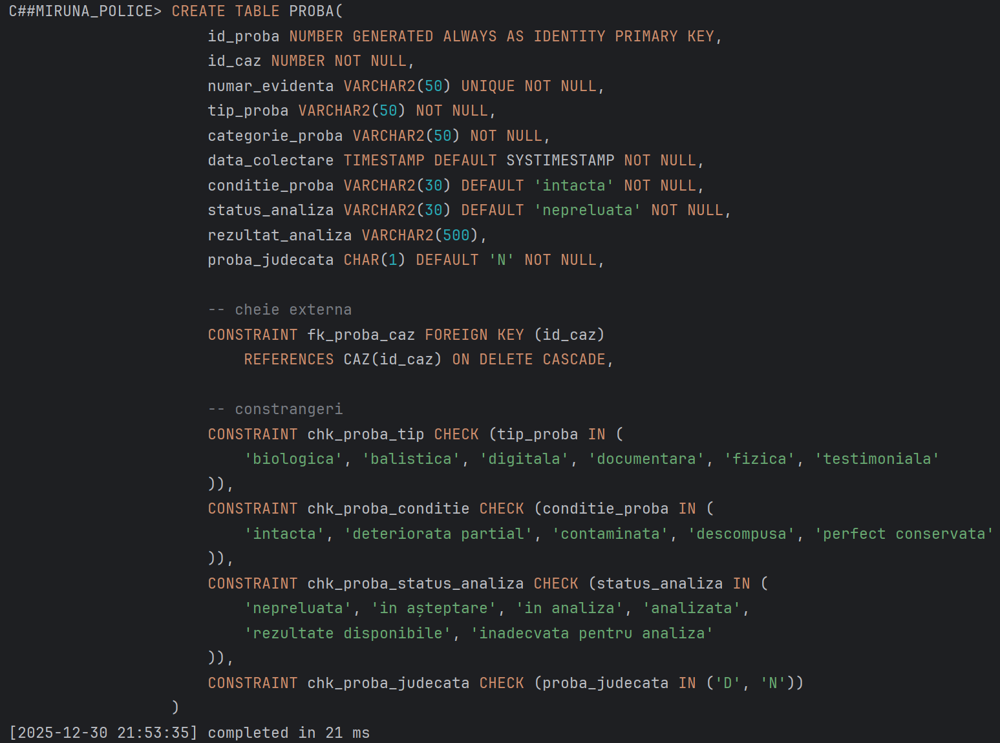 C##MIRUNA_POLICE> CREATE TABLE PROBA(
id_proba NUMBER GENERATED ALWAYS AS IDENTITY PRIMARY KEY,
id_caz NUMBER NOT NULL,
numar_evidenta VARCHAR2(50) UNIQUE NOT NULL,
tip_proba VARCHAR2(50) NOT NULL,
categorie_proba VARCHAR2(50) NOT NULL,
data_colectare TIMESTAMP DEFAULT SYSTIMESTAMP NOT NULL,
conditie_proba VARCHAR2(30) DEFAULT 'intacta' NOT NULL,
status_analiza VARCHAR2(30) DEFAULT 'nepreluata' NOT NULL,
rezultat_analiza VARCHAR2(500),
proba_judecata CHAR(1) DEFAULT 'N' NOT NULL,
-- cheie externa
CONSTRAINT fk_proba_caz FOREIGN KEY (id_caz)
REFERENCES CAZ(id_caz) ON DELETE CASCADE,
-- constrangeri
CONSTRAINT chk_proba_tip CHECK (tip_proba IN (
'biologica', 'balistica', 'digitala', 'documentara', 'fizica', 'testimoniala'
)),
CONSTRAINT chk_proba_conditie CHECK (conditie_proba IN (
'intacta', 'deteriorata partial', 'contaminata', 'descompusa', 'perfect conservata'
)),
CONSTRAINT chk_proba_status_analiza CHECK (status_analiza IN (
'nepreluata', 'in așteptare', 'in analiza', 'analizata',
'rezultate disponibile', 'inadecvata pentru analiza'
)),
CONSTRAINT chk_proba_judecata CHECK (proba_judecata IN ('D', 'N'))
)
[2025-12-30 21:53:35] completed in 21 ms